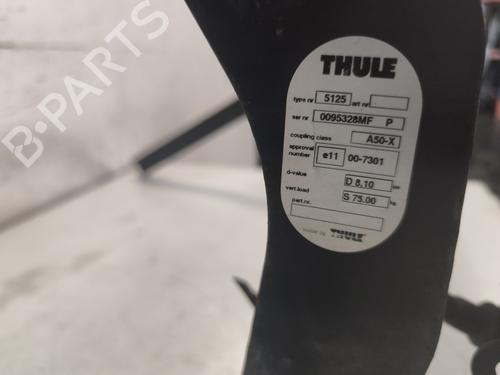 THULE
type nr 5125 art nr
ser nr 0095328MF P
coupling class A50-X
approval number e11 00-7301
d-value D 8.10
vert.load S 75.00 kg
part.nr.
THULE
B-PARTS